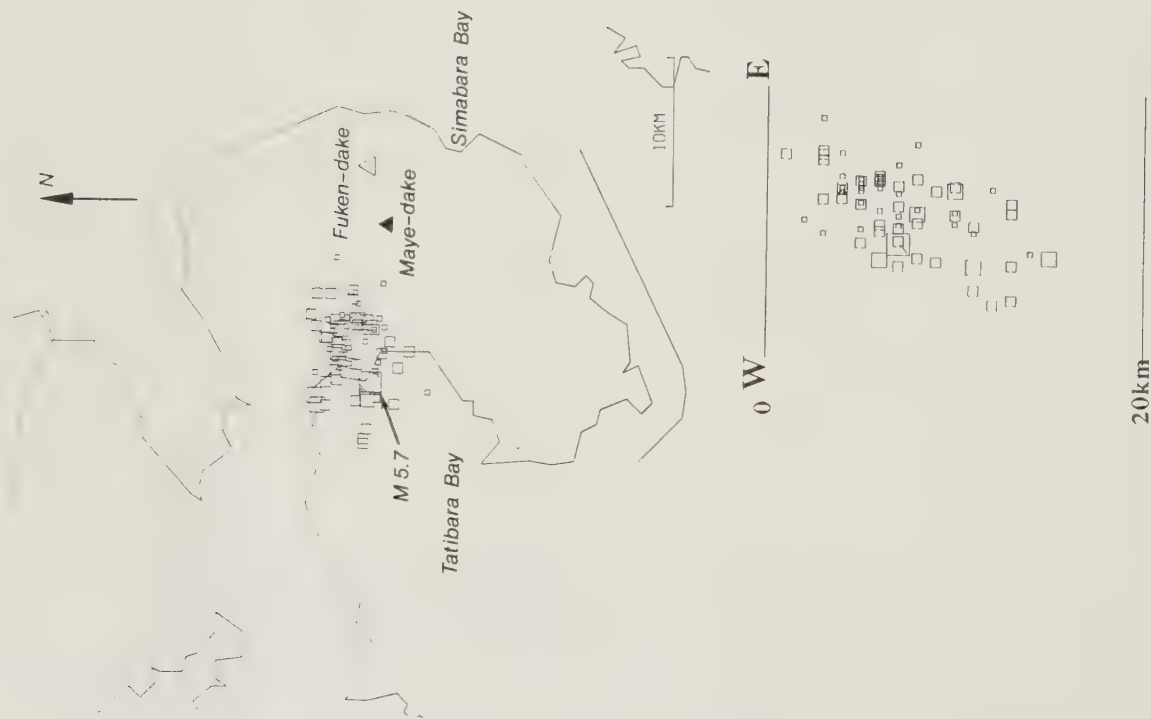 N
Fuken-dake
Maye-dake
Simabara Bay
M 5.7
Tatibara Bay
10KM
0 W E
20km